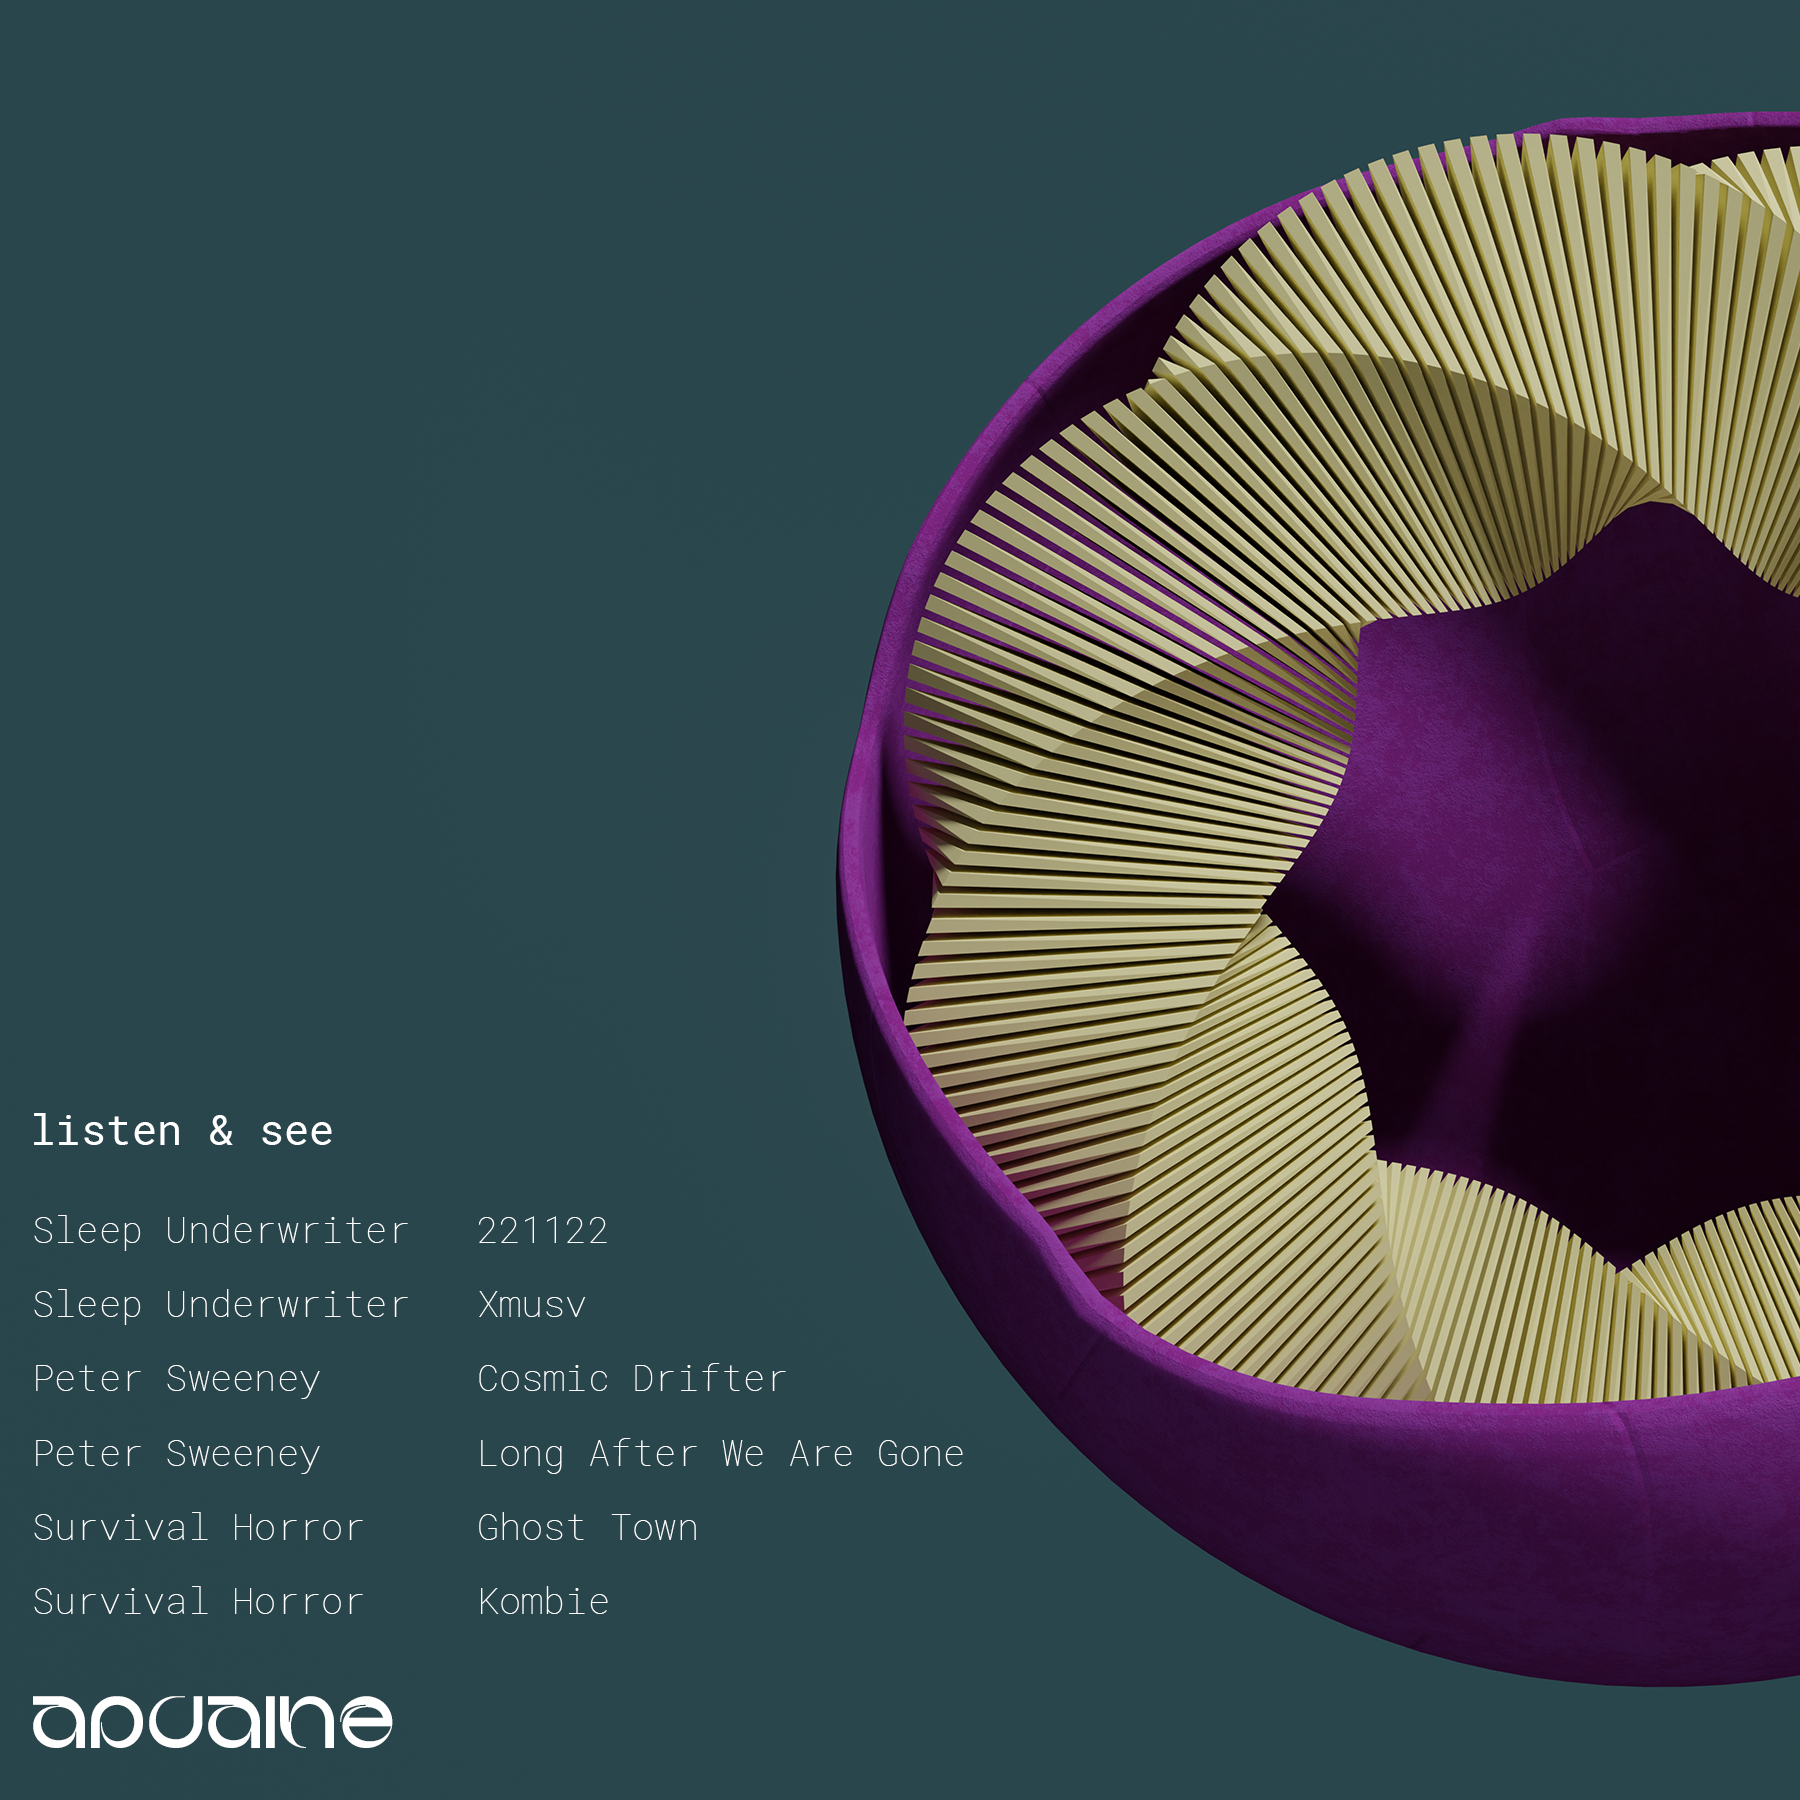 listen & see
Sleep Underwriter 221122
Sleep Underwriter Xmusv
Peter Sweeney Cosmic Drifter
Peter Sweeney Long After We Are Gone
Survival Horror Ghost Town
Survival Horror Kombie